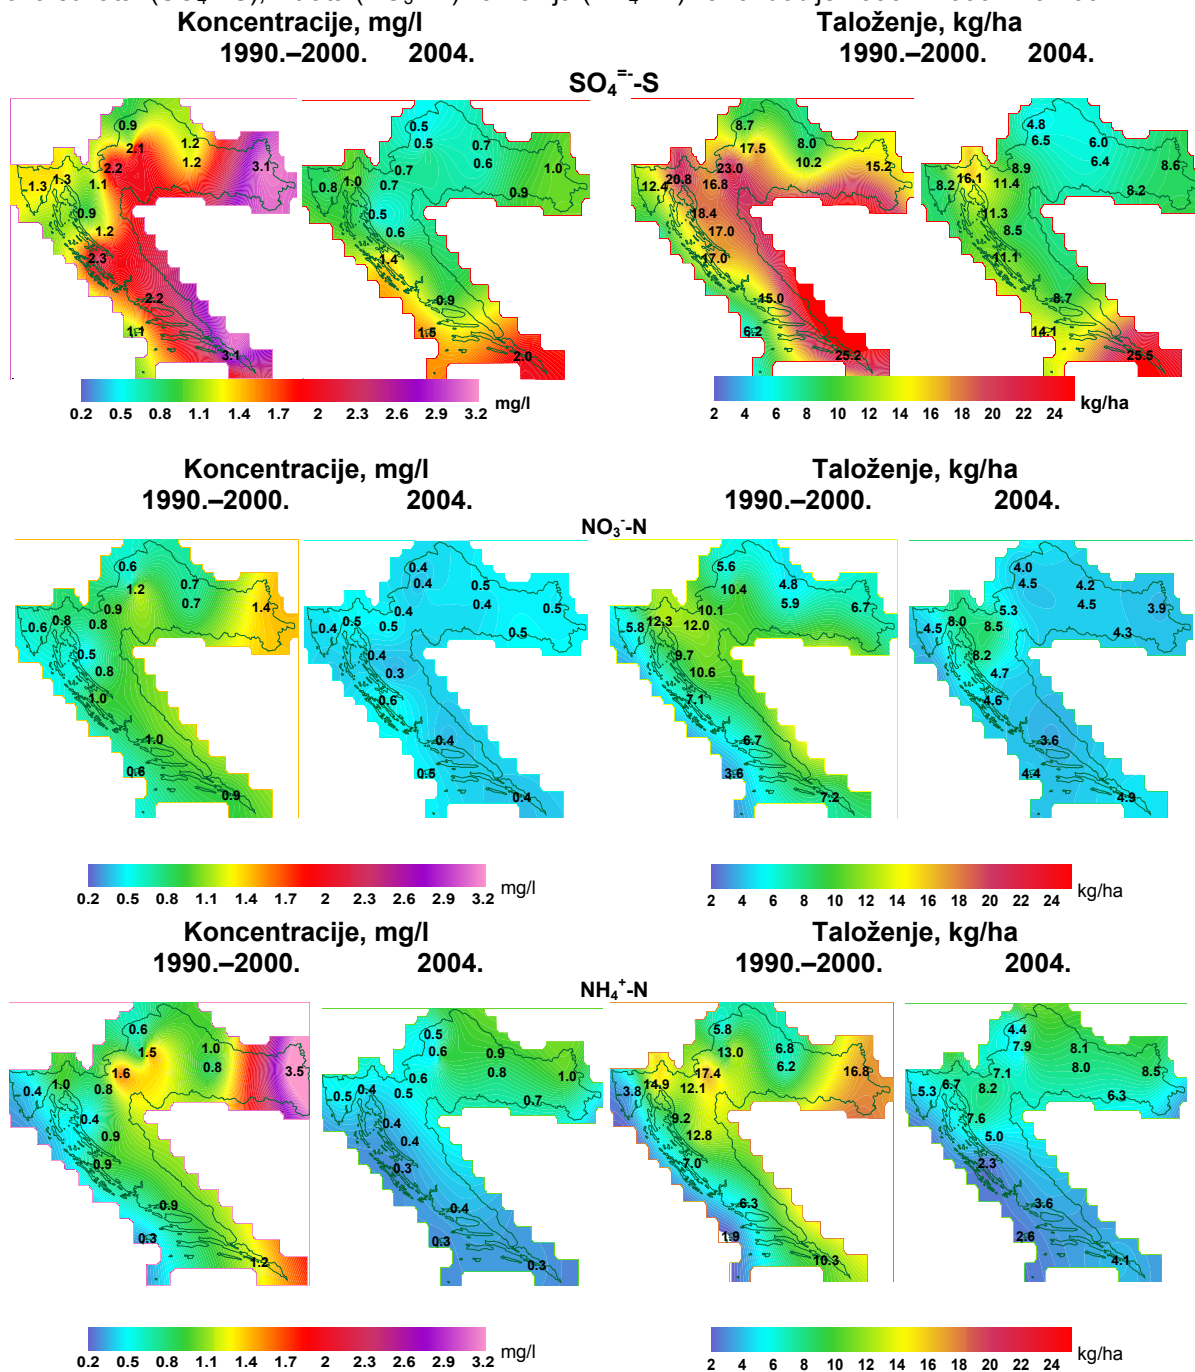 Koncentracije, mg/l Taloženje, kg/ha
1990.–2000. 2004. 1990.–2000. 2004.
SO₄⁼⁻-S
0.9 2.1 2.2 1.1 1.3 1.3 1.2 1.2 3.1 0.9 1.2 2.3 2.2 1.1 3.1
0.5 0.5 0.7 0.6 0.7 0.7 1.0 0.8 1.0 0.9 0.5 0.6 1.4 0.9 1.5 2.0
8.7 17.5 8.0 10.2 15.2 23.0 20.8 16.8 12.4 18.4 17.0 17.0 15.0 6.2 25.2
4.8 6.5 6.0 6.4 8.6 8.9 16.1 11.4 8.2 8.2 11.3 8.5 11.1 8.7 14.1 25.5
0.2 0.5 0.8 1.1 1.4 1.7 2 2.3 2.6 2.9 3.2 mg/l
2 4 6 8 10 12 14 16 18 20 22 24 kg/ha
Koncentracije, mg/l Taloženje, kg/ha
1990.–2000. 2004. 1990.–2000. 2004.
NO₃⁻-N
0.6 1.2 0.7 0.7 1.4 0.9 0.8 0.8 0.6 0.5 0.8 1.0 1.0 0.6 0.9
0.4 0.4 0.5 0.4 0.5 0.4 0.5 0.5 0.4 0.5 0.4 0.3 0.6 0.4 0.5 0.4
5.6 10.4 4.8 5.9 6.7 10.1 12.3 12.0 5.8 9.7 10.6 7.1 6.7 3.6 7.2
4.0 4.5 4.2 4.5 3.9 5.3 8.0 8.5 4.5 4.3 8.2 4.7 4.6 3.6 4.4 4.9
0.2 0.5 0.8 1.1 1.4 1.7 2 2.3 2.6 2.9 3.2 mg/l
2 4 6 8 10 12 14 16 18 20 22 24 kg/ha
Koncentracije, mg/l Taloženje, kg/ha
1990.–2000. 2004. 1990.–2000. 2004.
NH₄⁺-N
0.6 1.5 1.0 0.8 3.5 1.6 1.0 0.8 0.4 0.4 0.9 0.9 0.9 0.3 1.2
0.5 0.6 0.9 0.8 1.0 0.6 0.4 0.5 0.5 0.7 0.4 0.4 0.3 0.4 0.3 0.3
5.8 13.0 6.8 6.2 16.8 17.4 14.9 12.1 3.8 9.2 12.8 7.0 6.3 1.9 10.3
4.4 7.9 8.1 8.0 8.5 7.1 6.7 8.2 5.3 6.3 7.6 5.0 2.3 3.6 2.6 4.1
0.2 0.5 0.8 1.1 1.4 1.7 2 2.3 2.6 2.9 3.2 mg/l
2 4 6 8 10 12 14 16 18 20 22 24 kg/ha